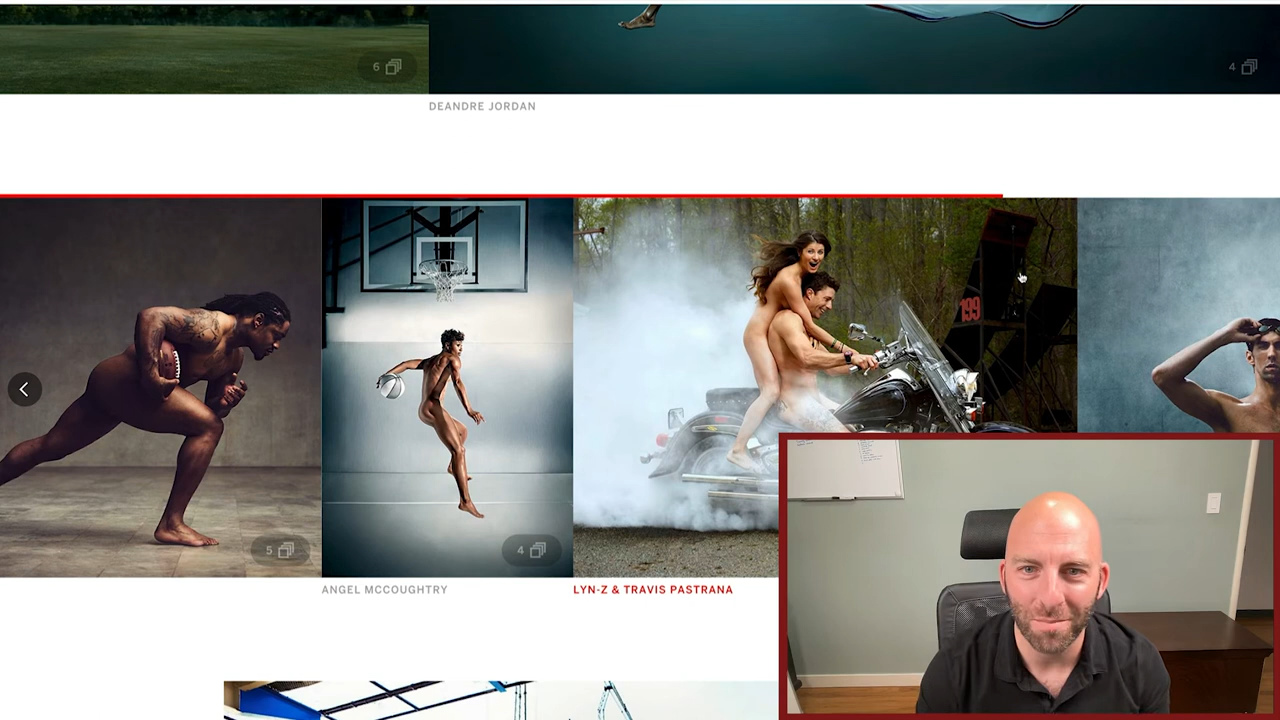 6
4
DEANDRE JORDAN
199
5
4
ANGEL MCCOUGHTRY
LYN-Z & TRAVIS PASTRANA